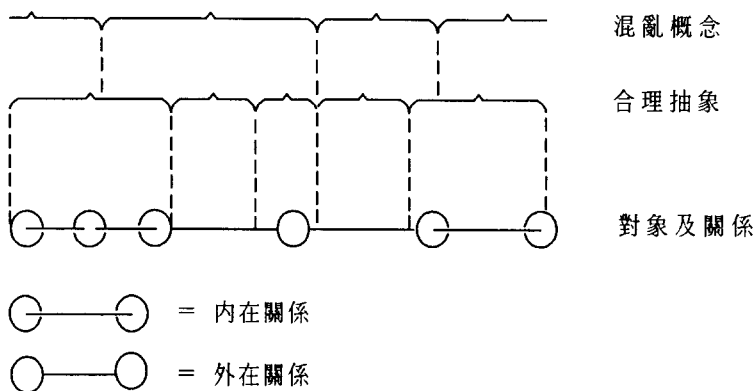 混亂概念
合理抽象
對象及關係
= 内在關係
= 外在關係